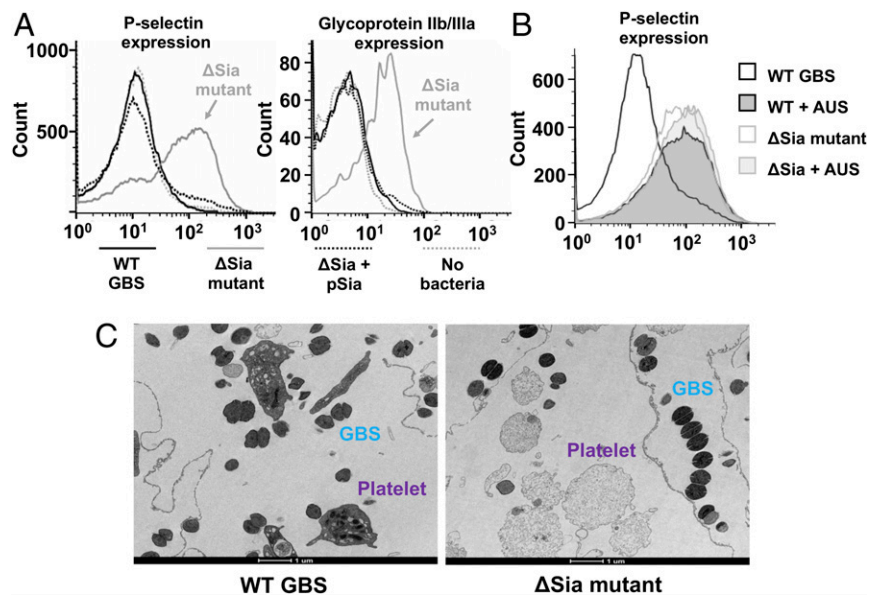 A
P-selectin
expression
1000
500
0
Count
ΔSia
mutant
10⁰ 10¹ 10² 10³
WT
GBS
ΔSia
mutant
Glycoprotein IIb/IIIa
expression
80
60
40
20
0
Count
ΔSia
mutant
10⁰ 10¹ 10² 10³
ΔSia +
pSia
No
bacteria
B
P-selectin
expression
600
400
200
0
Count
10⁰ 10¹ 10² 10³
WT GBS
WT + AUS
ΔSia mutant
ΔSia + AUS
C
GBS
Platelet
1 um
WT GBS
GBS
Platelet
1 um
ΔSia mutant